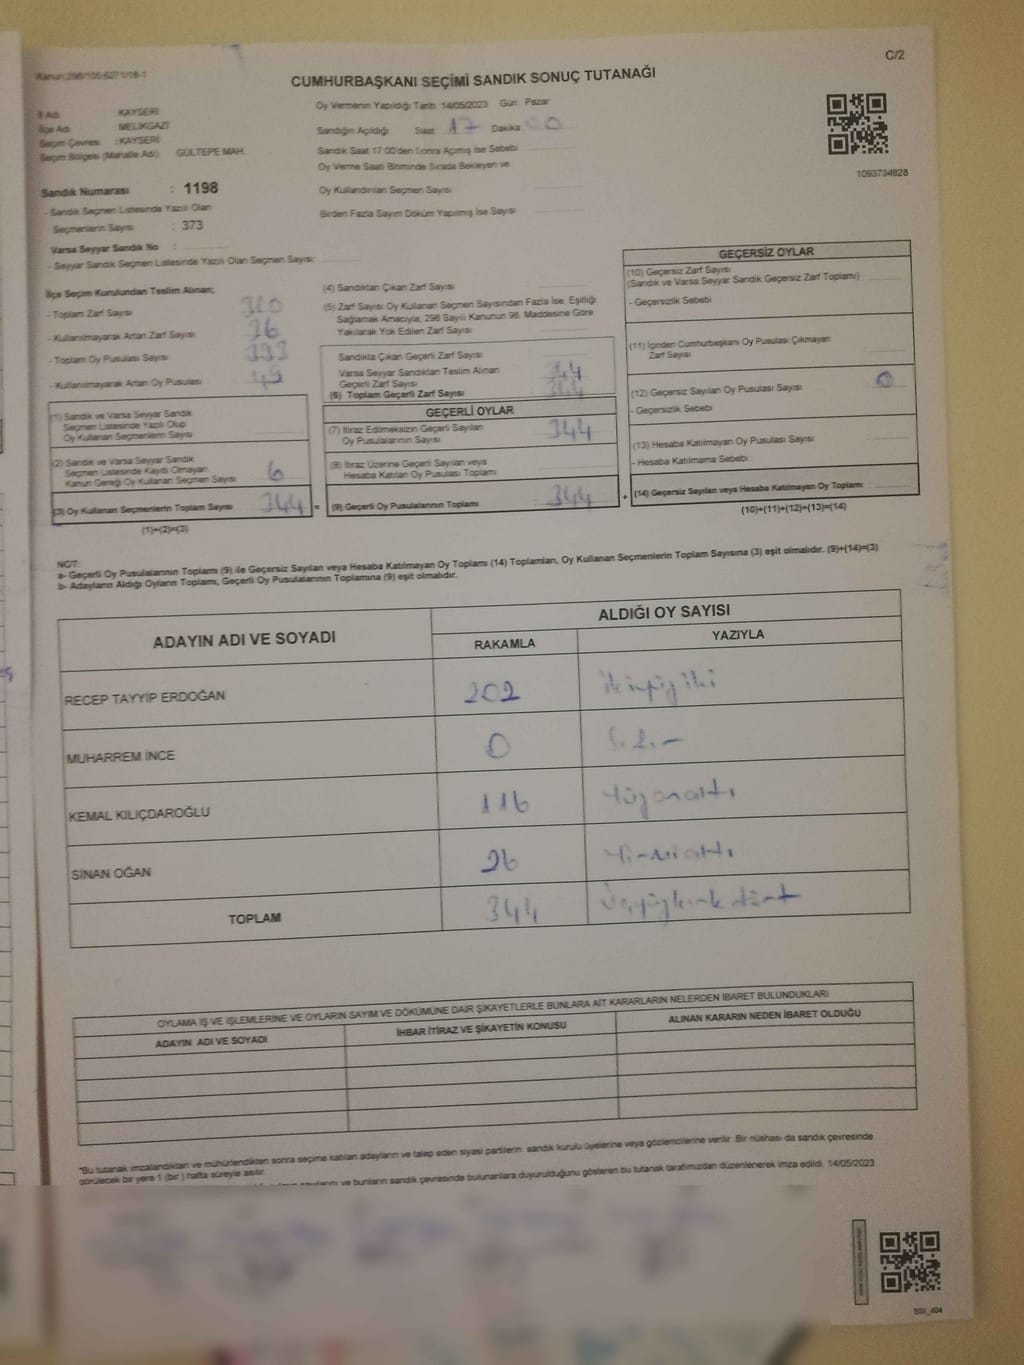 Kanun:298/105 6271/18-1
C/2
CUMHURBAŞKANI SEÇİMİ SANDIK SONUÇ TUTANAĞI
İl Adı : KAYSERİ
İlçe Adı : MELİKGAZİ
Seçim Çevresi : KAYSERİ
Seçim Bölgesi (Mahalle Adı) GÜLTEPE MAH.
Sandık Numarası : 1198
- Sandık Seçmen Listesinde Yazılı Olan
Seçmenlerin Sayısı : 373
Varsa Seyyar Sandık No :
- Seyyar Sandık Seçmen Listesinde Yazılı Olan Seçmen Sayısı:
Oy Vermenin Yapıldığı Tarih 14/05/2023 Gün Pazar
Sandığın Açıldığı Saat 17 Dakika 00
Sandık Saat 17:00'den Sonra Açılmış İse Sebebi
Oy Verme Saati Bitiminde Sırada Bekleyen ve
Oy Kullandırılan Seçmen Sayısı
Birden Fazla Sayım Döküm Yapılmış İse Sayısı
1093734828
İlçe Seçim Kurulundan Teslim Alınan;
- Toplam Zarf Sayısı
- Kullanılmayarak Artan Zarf Sayısı
- Toplam Oy Pusulası Sayısı
- Kullanılmayarak Artan Oy Pusulası
(1) Sandık ve Varsa Seyyar Sandık
Seçmen Listesinde Yazılı Olup
Oy Kullanan Seçmenlerin Sayısı
(2) Sandık ve Varsa Seyyar Sandık
Seçmen Listesinde Kayıtlı Olmayan
Kanun Gereği Oy Kullanan Seçmen Sayısı 6
(3) Oy Kullanan Seçmenlerin Toplam Sayısı 344 =
(1)+(2)=(3)
(4) Sandıktan Çıkan Zarf Sayısı
(5) Zarf Sayısı Oy Kullanan Seçmen Sayısından Fazla İse, Eşitliği
Sağlamak Amacıyla, 298 Sayılı Kanunun 98. Maddesine Göre
Yakılarak Yok Edilen Zarf Sayısı
Sandıkta Çıkan Geçerli Zarf Sayısı
Varsa Seyyar Sandıktan Teslim Alınan
Geçerli Zarf Sayısı
(6) Toplam Geçerli Zarf Sayısı 344
GEÇERLİ OYLAR
(7) İtiraz Edilmeksizin Geçerli Sayılan
Oy Pusulalarının Sayısı 344
(8) İtiraz Üzerine Geçerli Sayılan veya
Hesaba Katılan Oy Pusulası Toplamı
(9) Geçerli Oy Pusulalarının Toplamı 344 +
GEÇERSİZ OYLAR
(10) Geçersiz Zarf Sayısı
(Sandık ve Varsa Seyyar Sandık Geçersiz Zarf Toplamı)
- Geçersizlik Sebebi
(11) İçinden Cumhurbaşkanı Oy Pusulası Çıkmayan
Zarf Sayısı
(12) Geçersiz Sayılan Oy Pusulası Sayısı 0
- Geçersizlik Sebebi
(13) Hesaba Katılmayan Oy Pusulası Sayısı
- Hesaba Katılmama Sebebi
(14) Geçersiz Sayılan veya Hesaba Katılmayan Oy Toplamı
(10)+(11)+(12)+(13)=(14)
NOT:
a- Geçerli Oy Pusulalarının Toplamı (9) ile Geçersiz Sayılan veya Hesaba Katılmayan Oy Toplamı (14) Toplamları, Oy Kullanan Seçmenlerin Toplam Sayısına (3) eşit olmalıdır. (9)+(14)=(3)
b- Adayların Aldığı Oyların Toplamı, Geçerli Oy Pusulalarının Toplamına (9) eşit olmalıdır.
ADAYIN ADI VE SOYADI ALDIĞI OY SAYISI
RAKAMLA YAZIYLA
RECEP TAYYİP ERDOĞAN 202 ikiyüziki
MUHARREM İNCE 0
KEMAL KILIÇDAROĞLU 116 yüzonaltı
SİNAN OĞAN 26 yirmialtı
TOPLAM 344 üçyüzkırkdört
OYLAMA İŞ VE İŞLEMLERİNE VE OYLARIN SAYIM VE DÖKÜMÜNE DAİR ŞİKAYETLERLE BUNLARA AİT KARARLARIN NELERDEN İBARET BULUNDUKLARI
ADAYIN ADI VE SOYADI İHBAR İTİRAZ VE ŞİKAYETİN KONUSU ALINAN KARARIN NEDEN İBARET OLDUĞU
"Bu tutanak imzalandıktan ve mühürlendikten sonra seçime katılan adayların ve talep eden siyasi partilerin sandık kurulu üyelerine veya gözlemcilerine verilir. Bir nüshası da sandık çevresinde
görülecek bir yere 1 (bir ) hafta süreyle asılır.
ve bunların sandık çevresinde bulunanlara duyurulduğunu gösteren bu tutanak tarafımızdan düzenlenerek imza edildi. 14/05/2023
SSI_404